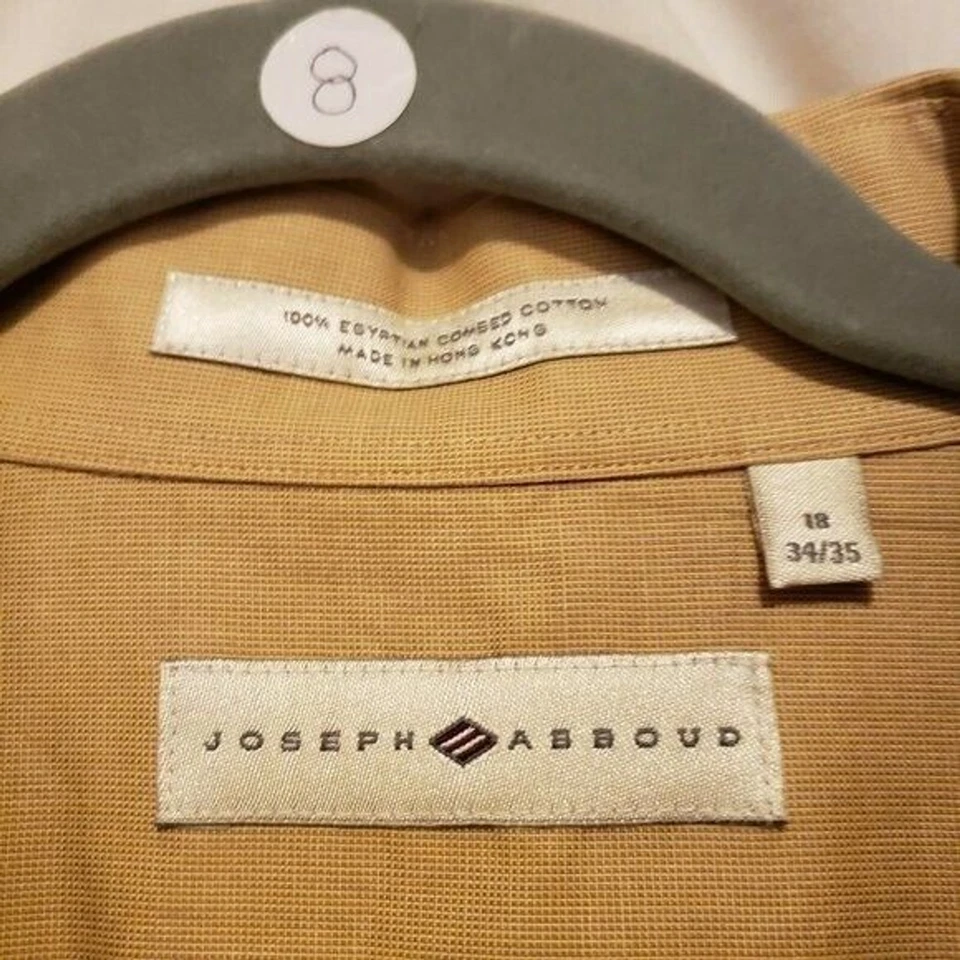 8
100% EGYPTIAN COMBED COTTON
MADE IN HONG KONG
18
34/35
JOSEPH ABBOUD